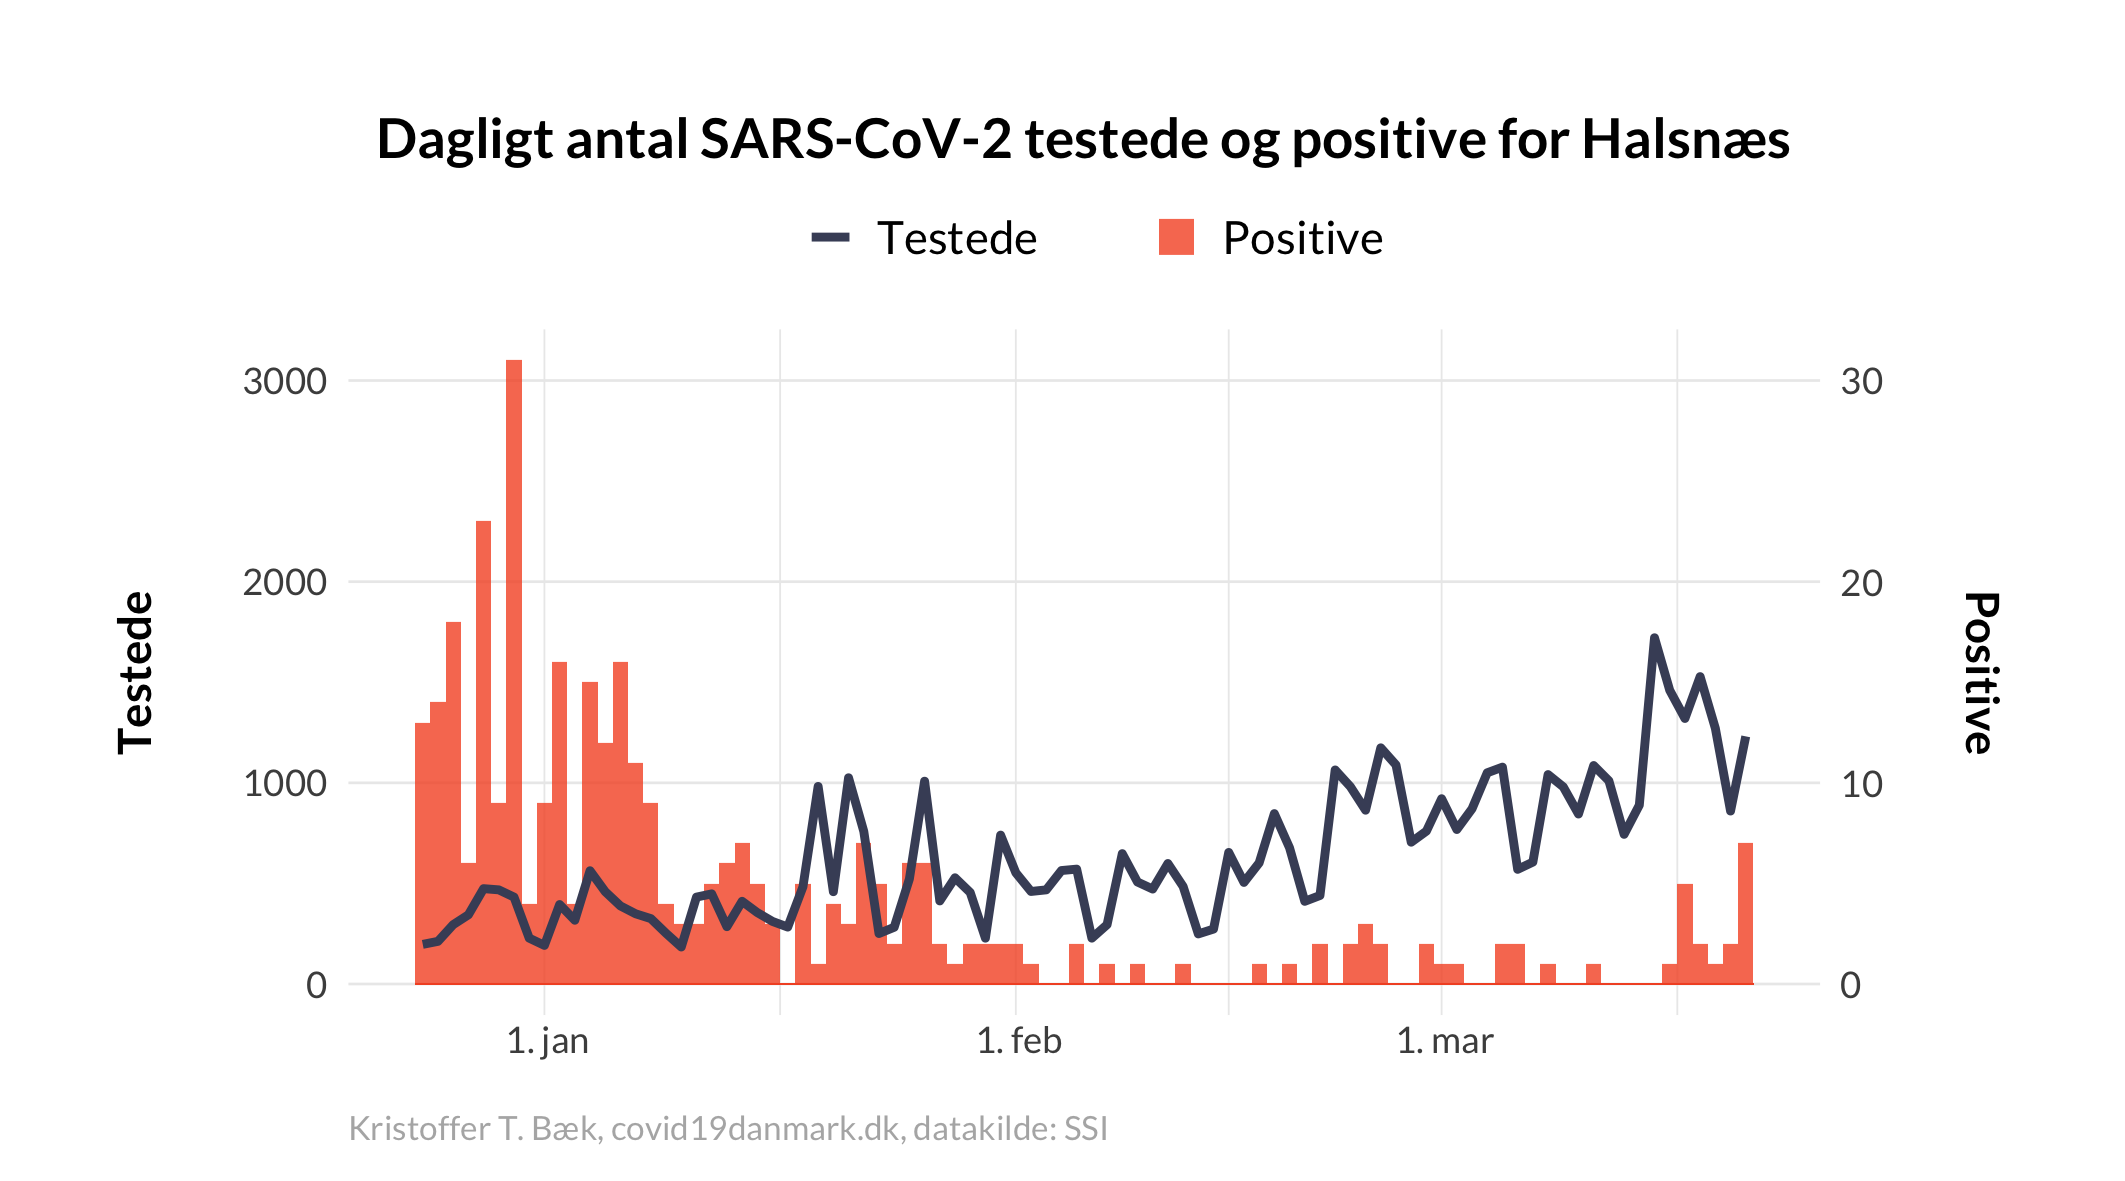 Dagligt antal SARS-CoV-2 testede og positive for Halsnæs
Testede
Positive
3000
2000
1000
0
30
20
10
0
Testede
Positive
1. jan
1. feb
1. mar
Kristoffer T. Bæk, covid19danmark.dk, datakilde: SSI